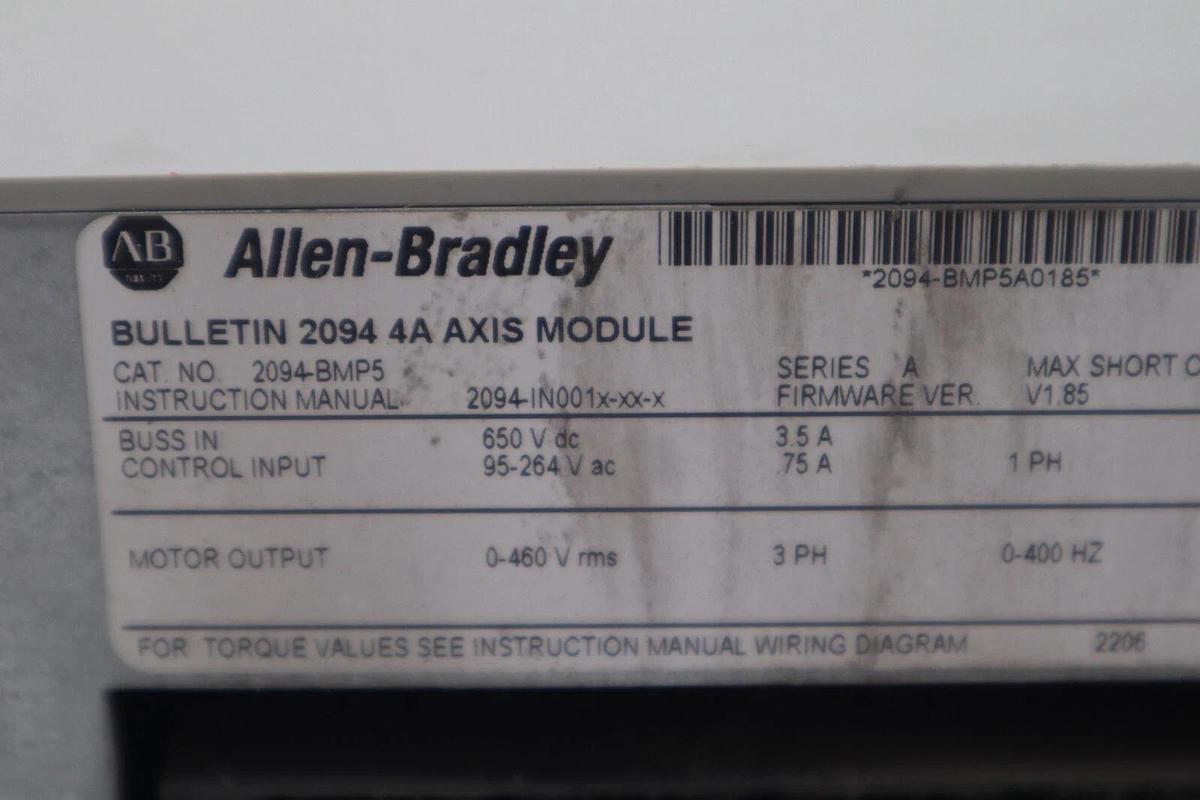 AB
Allen-Bradley
*2094-BMP5A0185*
BULLETIN 2094 4A AXIS MODULE
CAT. NO. 2094-BMP5 SERIES A MAX SHORT
INSTRUCTION MANUAL 2094-IN001x-xx-x FIRMWARE VER. V1.85
BUSS IN 650 V dc 3.5 A
CONTROL INPUT 95-264 V ac .75 A 1 PH
MOTOR OUTPUT 0-460 V rms 3 PH 0-400 HZ
FOR TORQUE VALUES SEE INSTRUCTION MANUAL WIRING DIAGRAM 2206